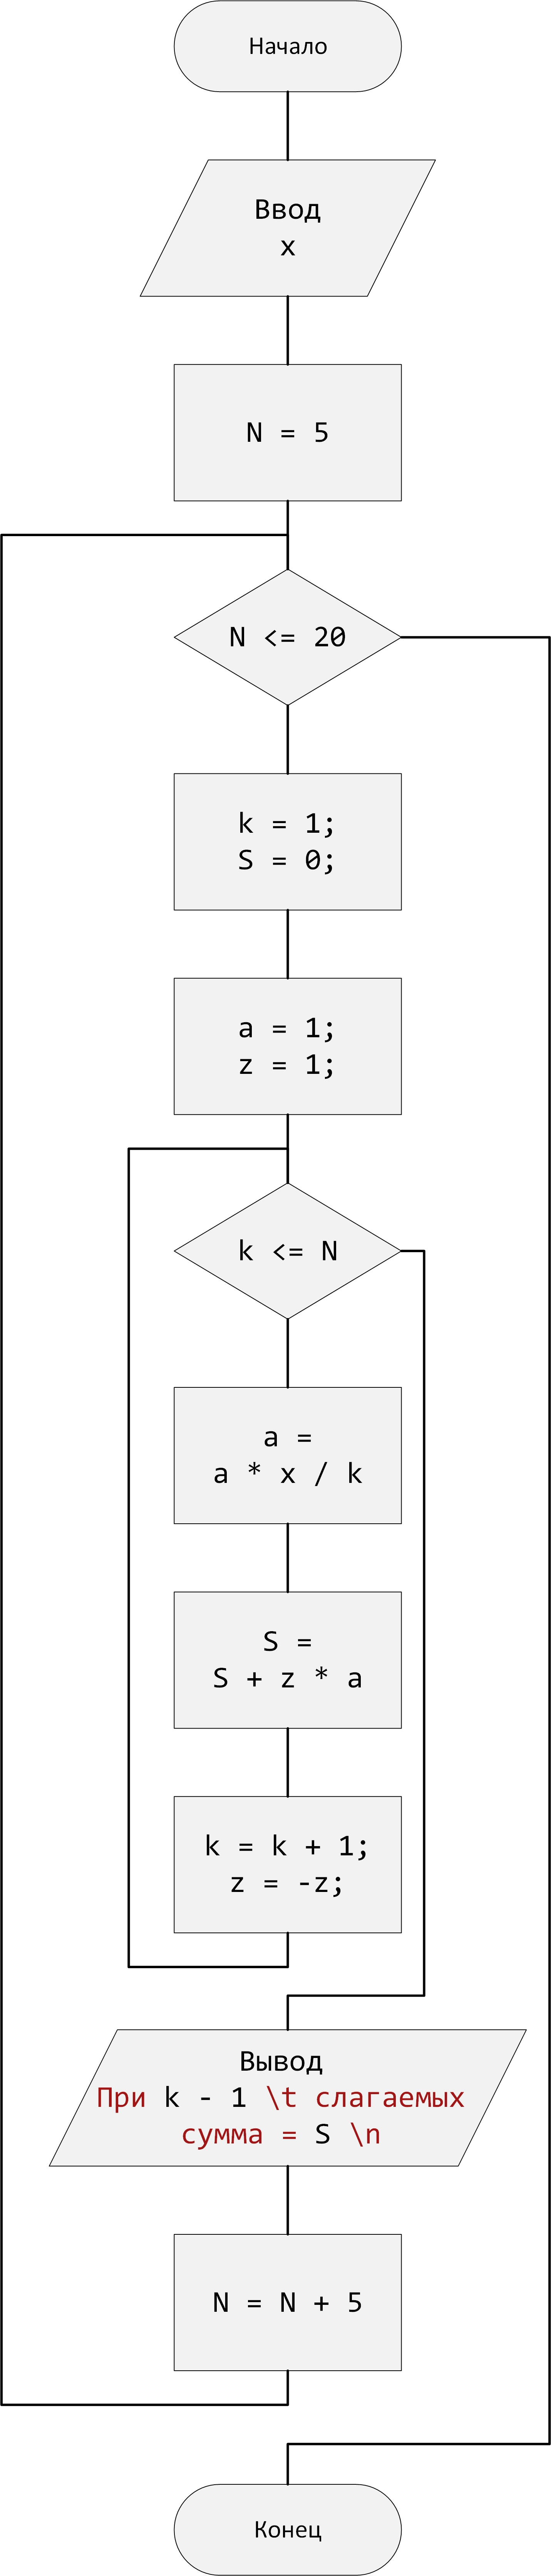 Начало
Ввод
x
N = 5
N <= 20
k = 1;
S = 0;
a = 1;
z = 1;
k <= N
a =
a * x / k
S =
S + z * a
k = k + 1;
z = -z;
Вывод
При k - 1 \t слагаемых
сумма = S \n
N = N + 5
Конец